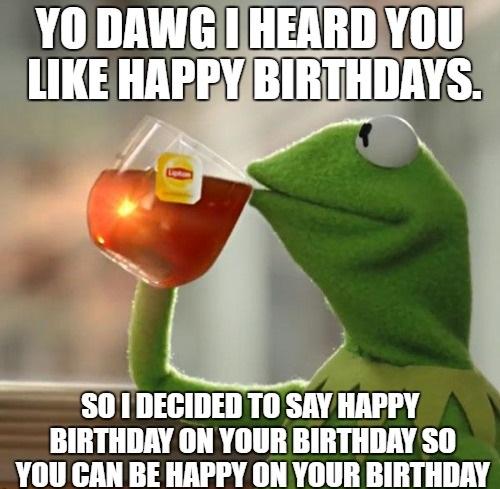 YO DAWG I HEARD YOU
LIKE HAPPY BIRTHDAYS.
Lipton
SO I DECIDED TO SAY HAPPY
BIRTHDAY ON YOUR BIRTHDAY SO
YOU CAN BE HAPPY ON YOUR BIRTHDAY